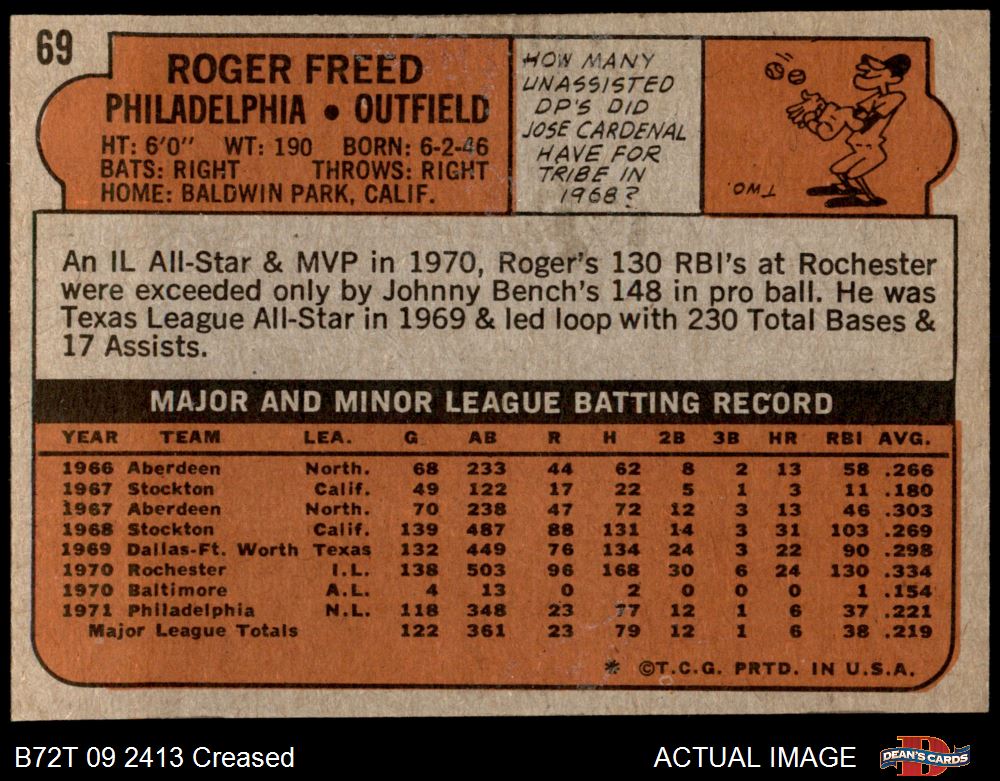 69
ROGER FREED
PHILADELPHIA • OUTFIELD
HT: 6'0" WT: 190 BORN: 6-2-46
BATS: RIGHT THROWS: RIGHT
HOME: BALDWIN PARK, CALIF.
HOW MANY
UNASSISTED
DP'S DID
JOSE CARDENAL
HAVE FOR
TRIBE IN
1968?
TWO.
An IL All-Star & MVP in 1970, Roger's 130 RBI's at Rochester
were exceeded only by Johnny Bench's 148 in pro ball. He was
Texas League All-Star in 1969 & led loop with 230 Total Bases &
17 Assists.
MAJOR AND MINOR LEAGUE BATTING RECORD
YEAR TEAM LEA. G AB R H 2B 3B HR RBI AVG.
1966 Aberdeen North. 68 233 44 62 8 2 13 58 .266
1967 Stockton Calif. 49 122 17 22 5 1 3 11 .180
1967 Aberdeen North. 70 238 47 72 12 3 13 46 .303
1968 Stockton Calif. 139 487 88 131 14 3 31 103 .269
1969 Dallas-Ft. Worth Texas 132 449 76 134 24 3 22 90 .298
1970 Rochester I.L. 138 503 96 168 30 6 24 130 .334
1970 Baltimore A.L. 4 13 0 2 0 0 0 1 .154
1971 Philadelphia N.L. 118 348 23 77 12 1 6 37 .221
Major League Totals 122 361 23 79 12 1 6 38 .219
* ©T.C.G. PRTD. IN U.S.A.
B72T 09 2413 Creased ACTUAL IMAGE D DEAN'S CARDS